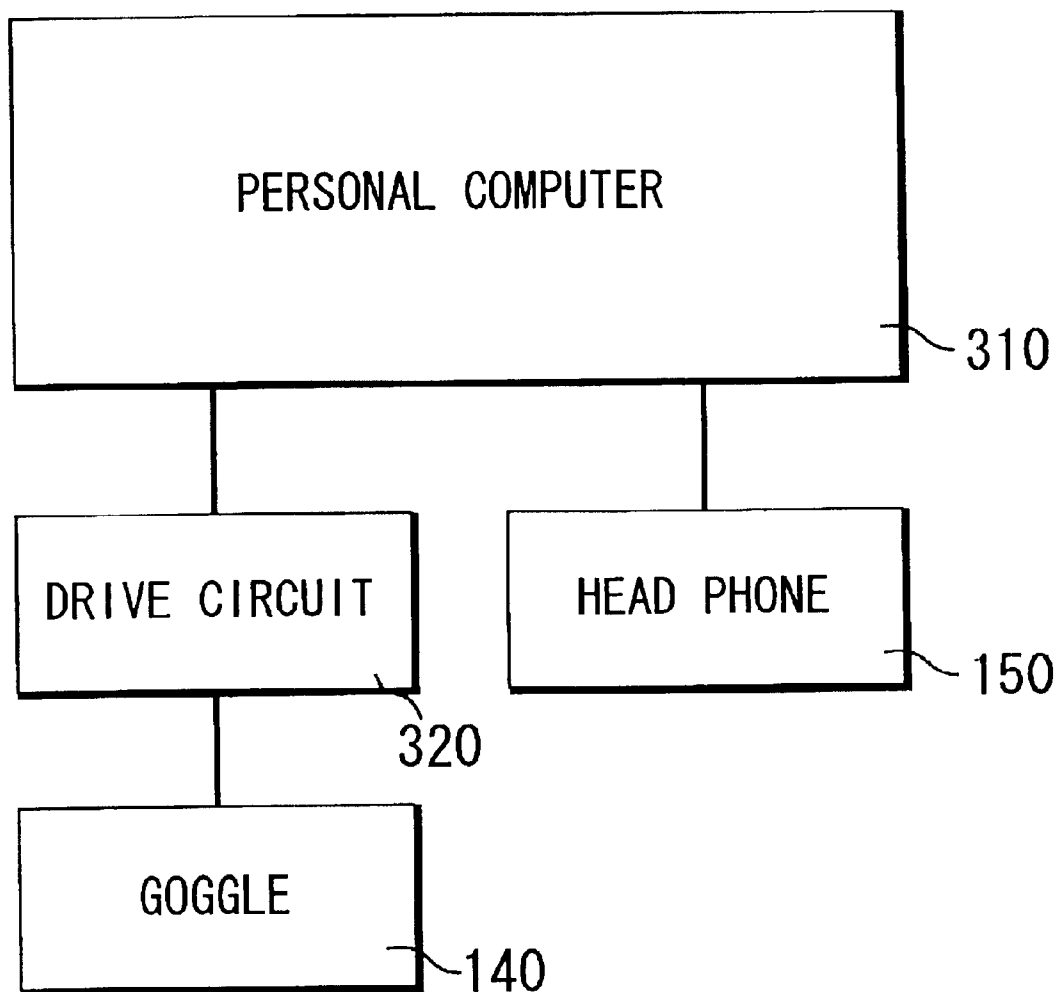 PERSONAL COMPUTER
310
DRIVE CIRCUIT
HEAD PHONE
150
320
GOGGLE
140